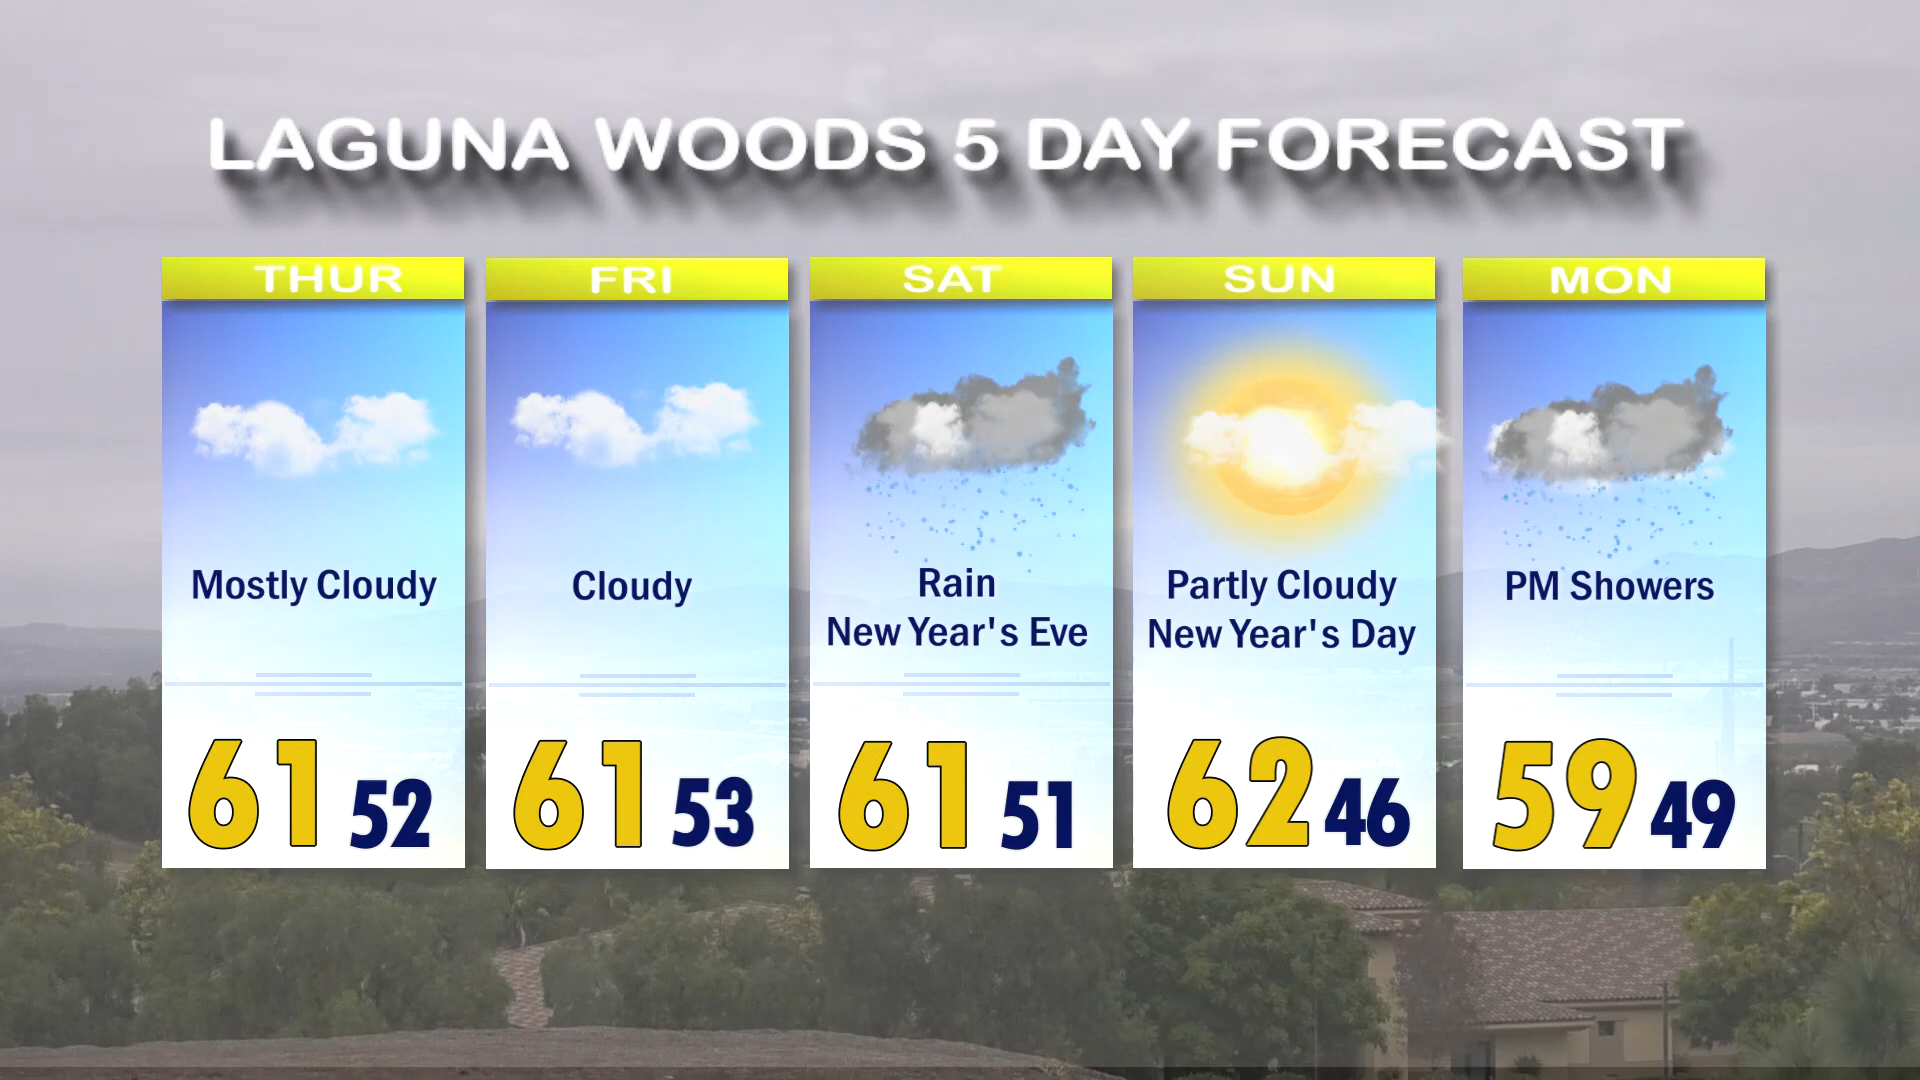 LAGUNA WOODS 5 DAY FORECAST
THUR
Mostly Cloudy
61 52
FRI
Cloudy
61 53
SAT
Rain
New Year's Eve
61 51
SUN
Partly Cloudy
New Year's Day
62 46
MON
PM Showers
59 49